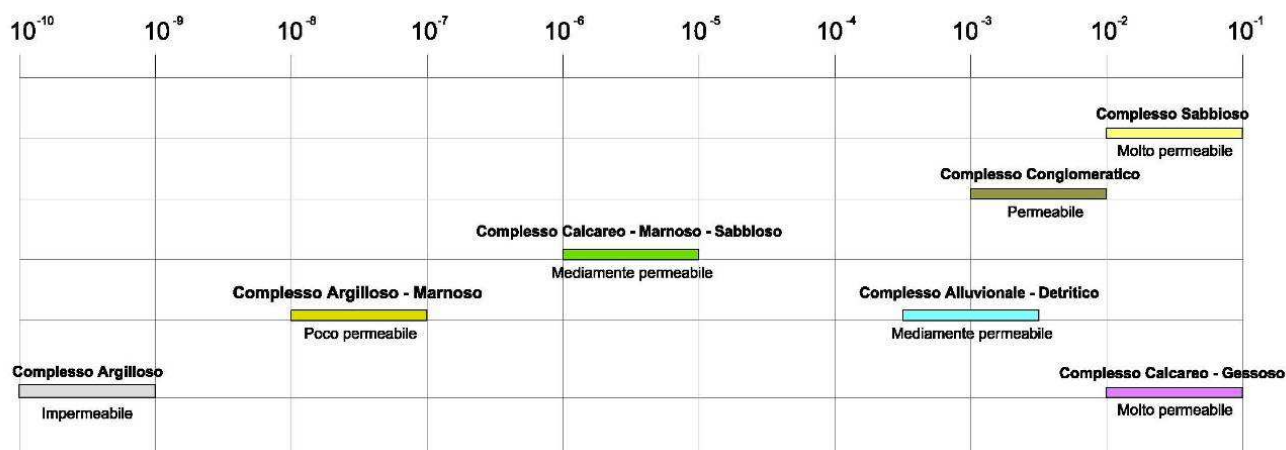 10⁻¹⁰ 10⁻⁹ 10⁻⁸ 10⁻⁷ 10⁻⁶ 10⁻⁵ 10⁻⁴ 10⁻³ 10⁻² 10⁻¹
Complesso Sabbioso
Molto permeabile
Complesso Conglomeratico
Permeabile
Complesso Calcareo - Marnoso - Sabbioso
Mediamente permeabile
Complesso Argilloso - Marnoso
Poco permeabile
Complesso Alluvionale - Detritico
Mediamente permeabile
Complesso Argilloso
Impermeabile
Complesso Calcareo - Gessoso
Molto permeabile